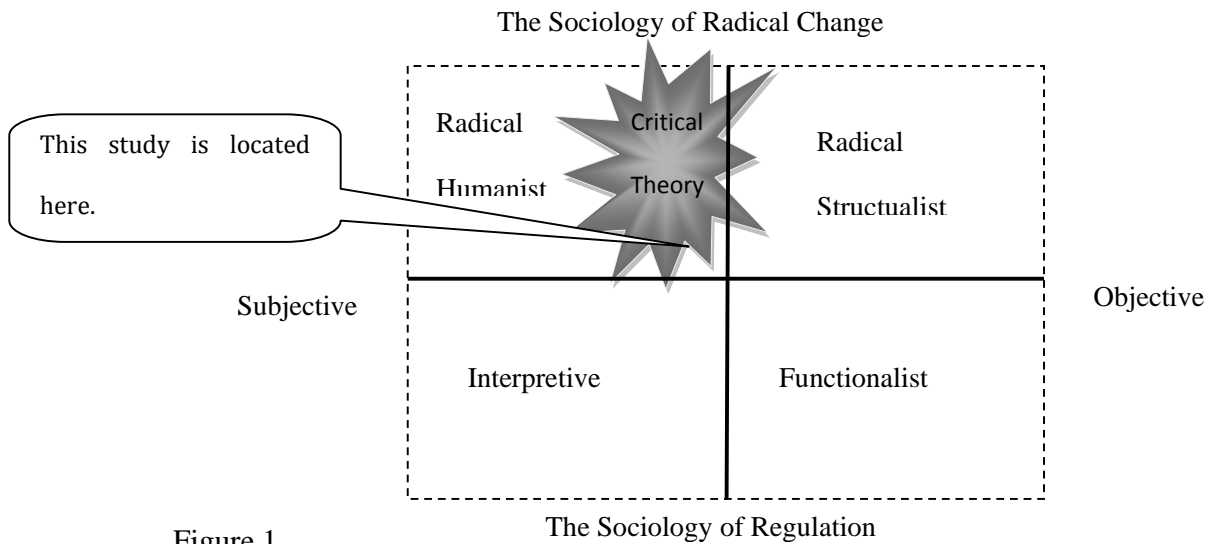 The Sociology of Radical Change
This study is located
here.
Radical
Humanist
Critical
Theory
Radical
Structualist
Subjective
Objective
Interpretive
Functionalist
The Sociology of Regulation
Figure 1